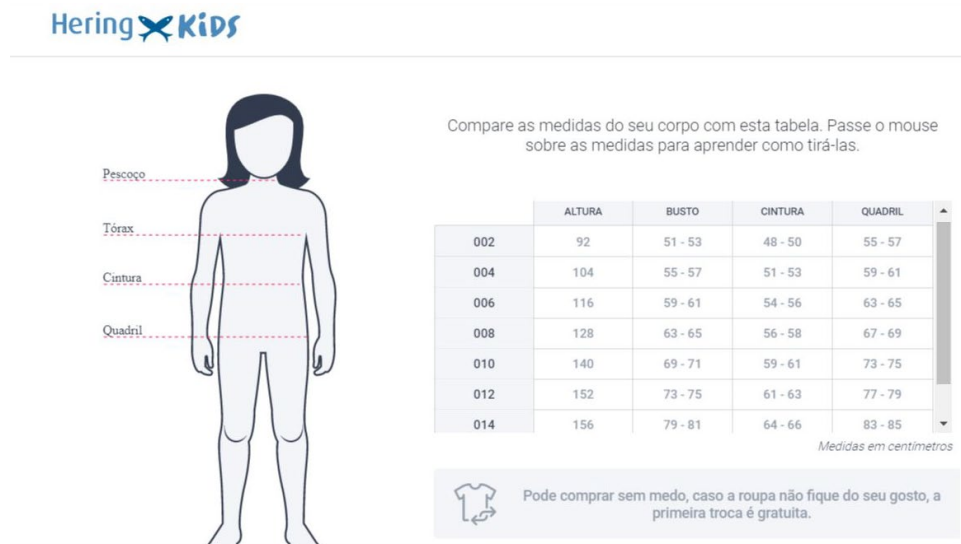 Hering KiDS
Compare as medidas do seu corpo com esta tabela. Passe o mouse
sobre as medidas para aprender como tirá-las.
Pescoço
Tórax
Cintura
Quadril
ALTURA BUSTO CINTURA QUADRIL
002 92 51 - 53 48 - 50 55 - 57
004 104 55 - 57 51 - 53 59 - 61
006 116 59 - 61 54 - 56 63 - 65
008 128 63 - 65 56 - 58 67 - 69
010 140 69 - 71 59 - 61 73 - 75
012 152 73 - 75 61 - 63 77 - 79
014 156 79 - 81 64 - 66 83 - 85
Medidas em centímetros
Pode comprar sem medo, caso a roupa não fique do seu gosto, a
primeira troca é gratuita.